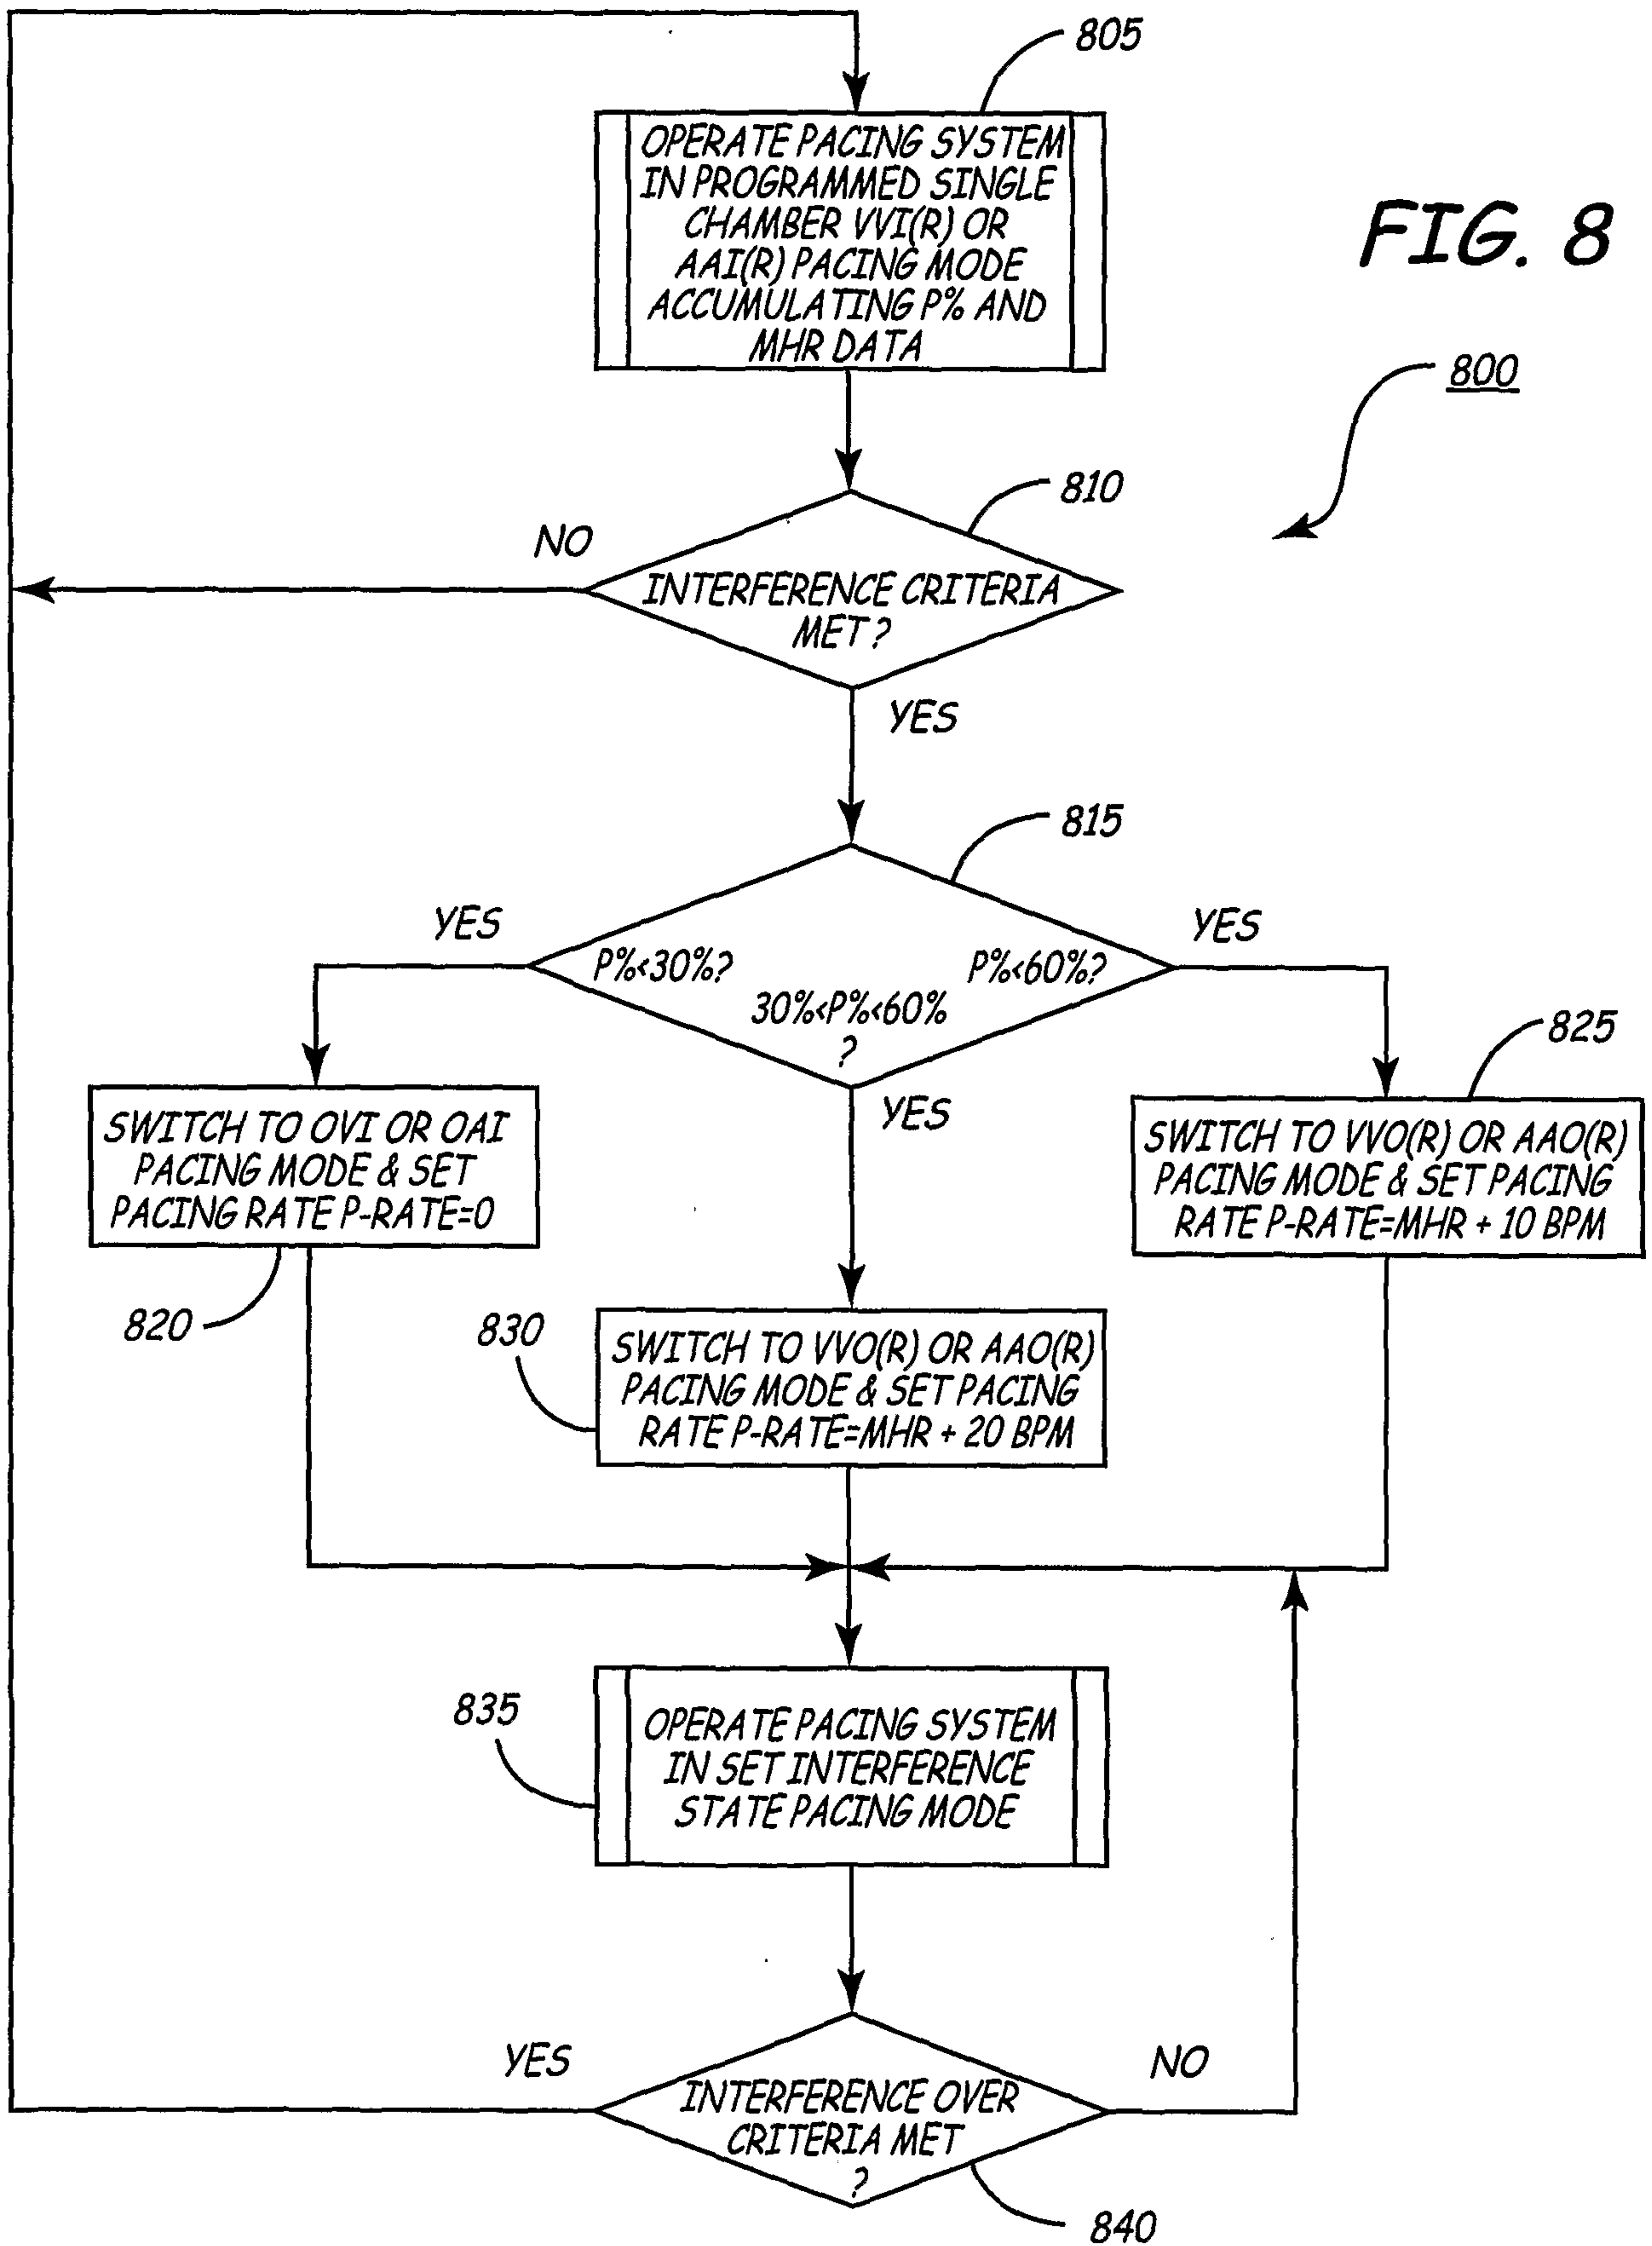 805
OPERATE PACING SYSTEM
IN PROGRAMMED SINGLE
CHAMBER VVI(R) OR
AAI(R) PACING MODE
ACCUMULATING P% AND
MHR DATA
FIG. 8
800
810
NO
INTERFERENCE CRITERIA
MET?
YES
815
YES
YES
P%<30%?
P%<60%?
30%<P%<60%
?
825
YES
SWITCH TO OVI OR OAI
PACING MODE & SET
PACING RATE P-RATE=0
SWITCH TO VVO(R) OR AAO(R)
PACING MODE & SET PACING
RATE P-RATE=MHR + 10 BPM
820
830
SWITCH TO VVO(R) OR AAO(R)
PACING MODE & SET PACING
RATE P-RATE=MHR + 20 BPM
835
OPERATE PACING SYSTEM
IN SET INTERFERENCE
STATE PACING MODE
YES
NO
INTERFERENCE OVER
CRITERIA MET
?
840